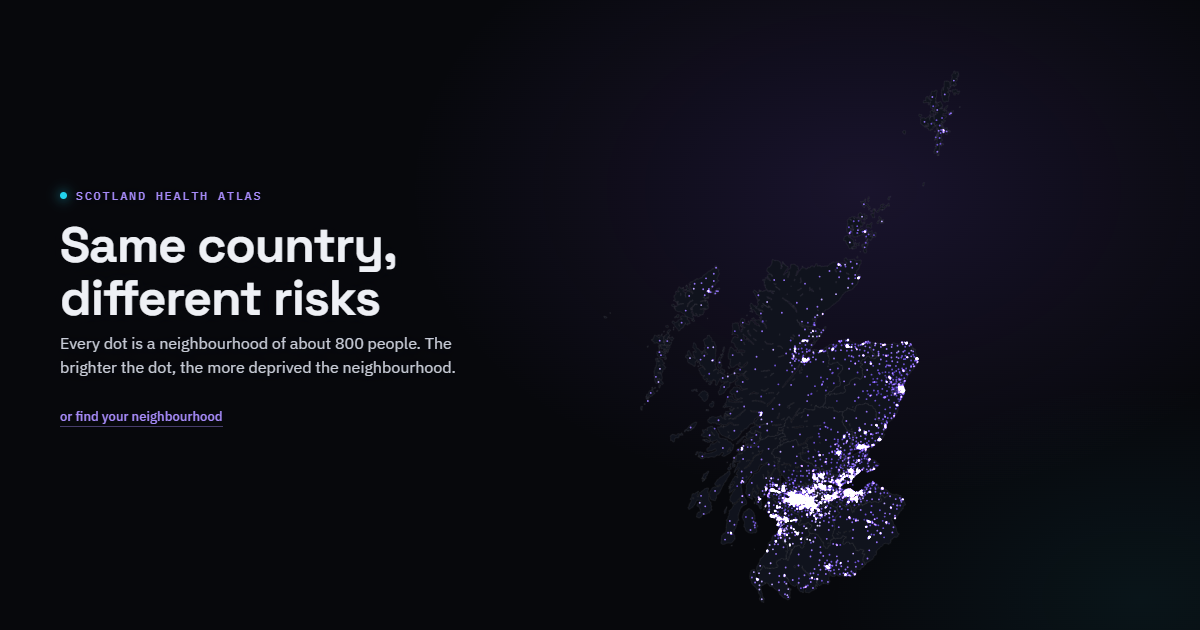 SCOTLAND HEALTH ATLAS
Same country,
different risks
Every dot is a neighbourhood of about 800 people. The
brighter the dot, the more deprived the neighbourhood.
or find your neighbourhood